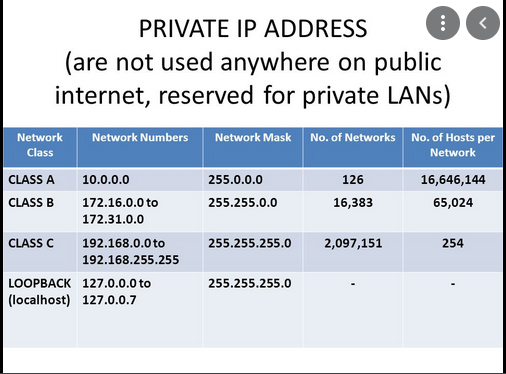 PRIVATE IP ADDRESS
(are not used anywhere on public
internet, reserved for private LANs)
Network Class Network Numbers Network Mask No. of Networks No. of Hosts per Network
CLASS A 10.0.0.0 255.0.0.0 126 16,646,144
CLASS B 172.16.0.0 to 172.31.0.0 255.255.0.0 16,383 65,024
CLASS C 192.168.0.0 to 192.168.255.255 255.255.255.0 2,097,151 254
LOOPBACK (localhost) 127.0.0.0 to 127.0.0.7 255.255.255.0 - -